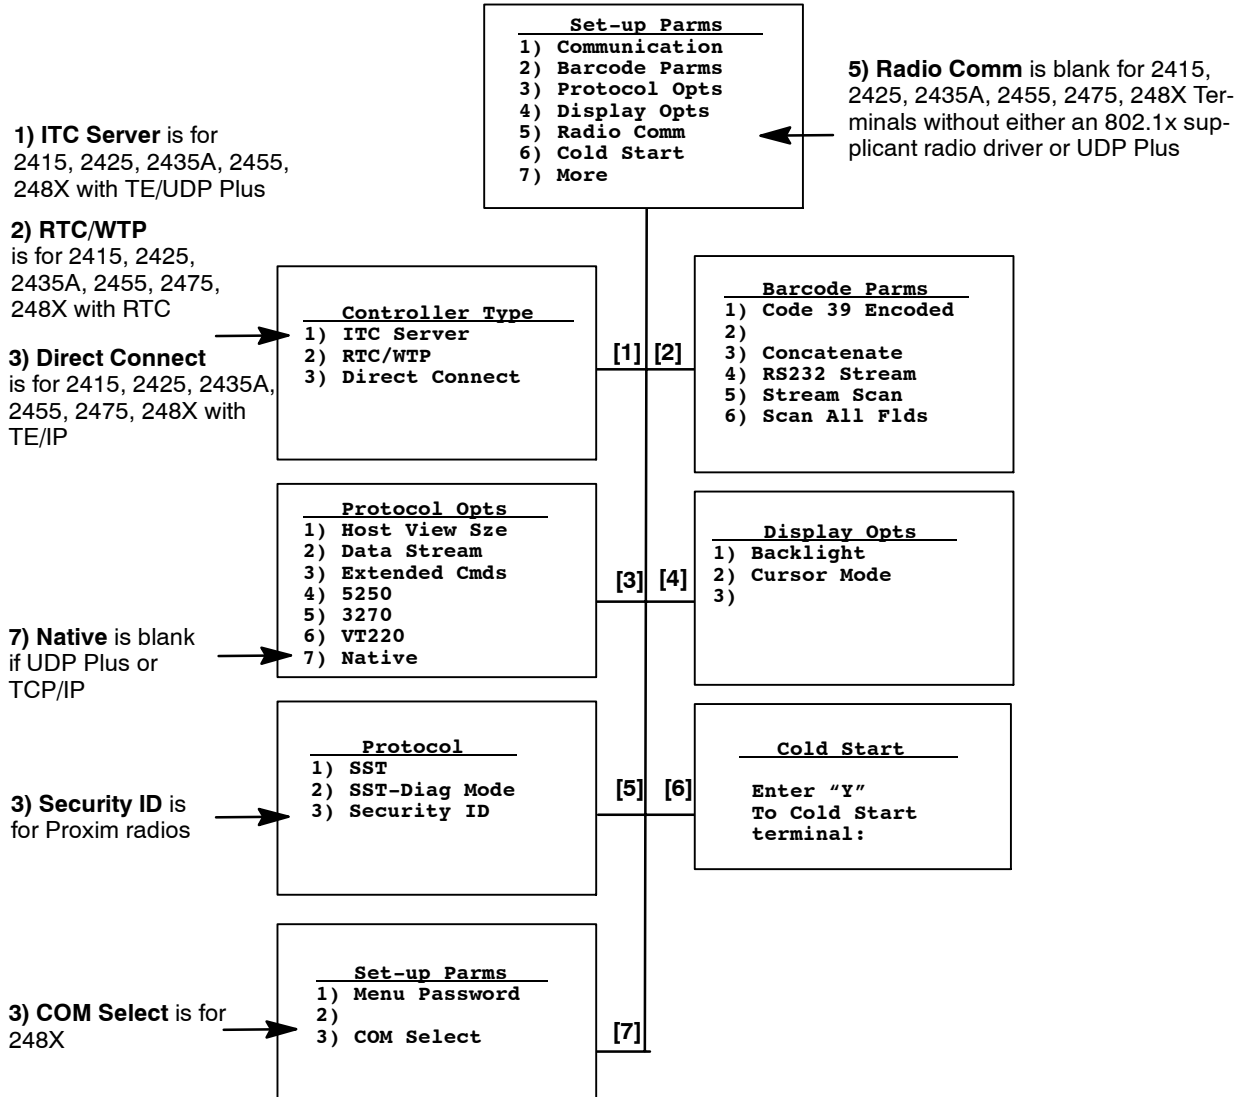 Set-up Parms
1) Communication
2) Barcode Parms
3) Protocol Opts
4) Display Opts
5) Radio Comm
6) Cold Start
7) More
5) Radio Comm is blank for 2415,
2425, 2435A, 2455, 2475, 248X Ter-
minals without either an 802.1x sup-
plicant radio driver or UDP Plus
1) ITC Server is for
2415, 2425, 2435A, 2455,
248X with TE/UDP Plus
2) RTC/WTP
is for 2415, 2425,
2435A, 2455, 2475,
248X with RTC
3) Direct Connect
is for 2415, 2425, 2435A,
2455, 2475, 248X with
TE/IP
Controller Type
1) ITC Server
2) RTC/WTP
3) Direct Connect
[1] [2]
Barcode Parms
1) Code 39 Encoded
2)
3) Concatenate
4) RS232 Stream
5) Stream Scan
6) Scan All Flds
Protocol Opts
1) Host View Sze
2) Data Stream
3) Extended Cmds
4) 5250
5) 3270
6) VT220
7) Native
7) Native is blank
if UDP Plus or
TCP/IP
[3] [4]
Display Opts
1) Backlight
2) Cursor Mode
3)
Protocol
1) SST
2) SST-Diag Mode
3) Security ID
3) Security ID is
for Proxim radios
[5] [6]
Cold Start
Enter “Y”
To Cold Start
terminal:
Set-up Parms
1) Menu Password
2)
3) COM Select
3) COM Select is for
248X
[7]